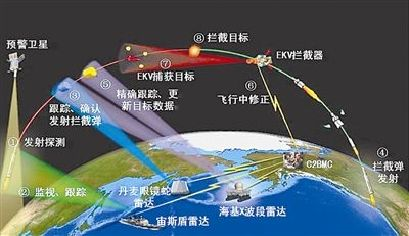 预警卫星
⑧ 拦截目标
EKV拦截器
⑦
EKV捕获目标
⑤
精确跟踪、更
新目标数据
⑥
飞行中修正
③
跟踪、确认
发射拦截弹
① 发射探测
② 监视、跟踪
丹麦眼镜蛇
雷达
宙斯盾雷达
海基X波段雷达
C2BMC
④
拦截弹
发射